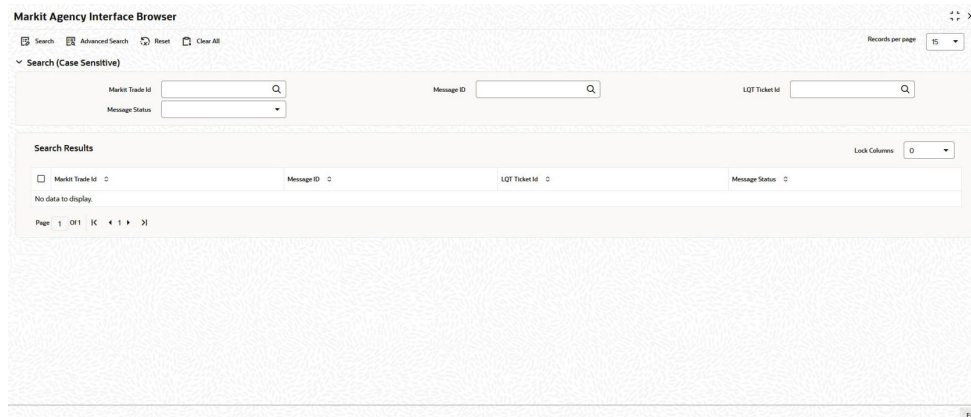 Markit Agency Interface Browser
Search Advanced Search Reset Clear All Records per page 15
Search (Case Sensitive)
Markit Trade Id Message ID LQT Ticket Id
Message Status
Search Results Lock Columns 0
Markit Trade Id Message ID LQT Ticket Id Message Status
No data to display.
Page 1 Of 1 1